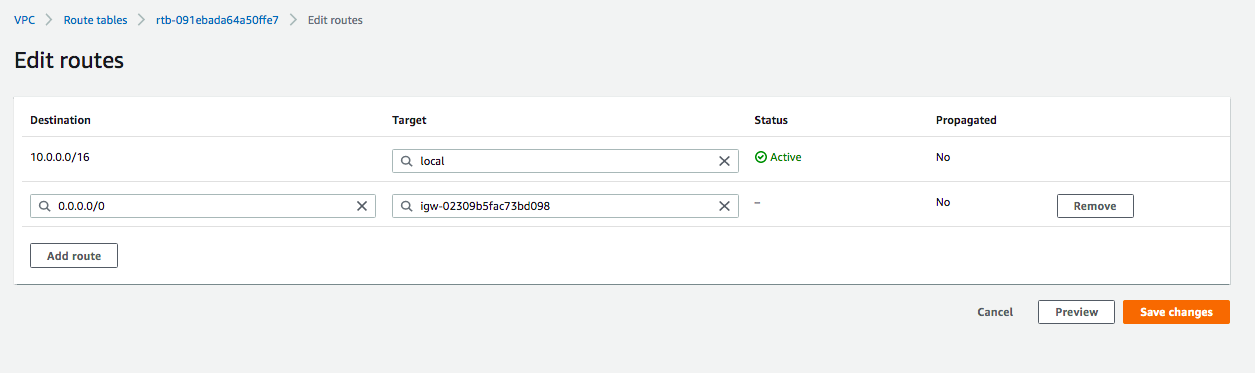 VPC > Route tables > rtb-091ebada64a50ffe7 > Edit routes
Edit routes
Destination Target Status Propagated
10.0.0.0/16 local Active No
0.0.0.0/0 igw-02309b5fac73bd098 – No Remove
Add route
Cancel Preview Save changes